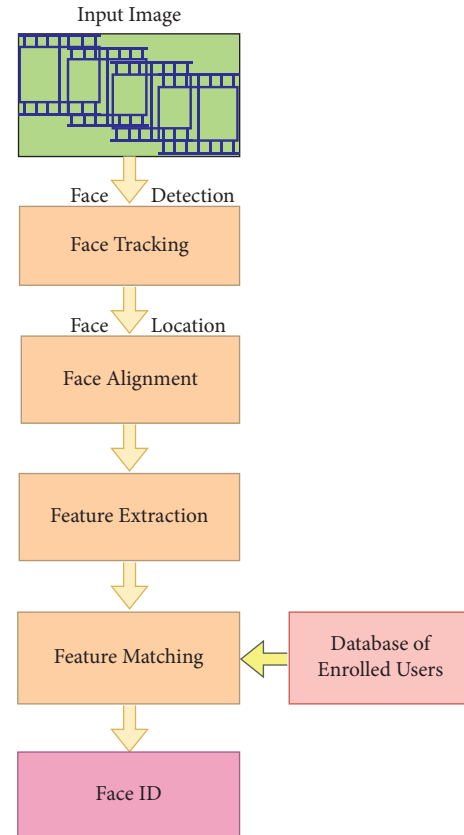 Input Image
Face Detection
Face Tracking
Face Location
Face Alignment
Feature Extraction
Feature Matching
Database of
Enrolled Users
Face ID